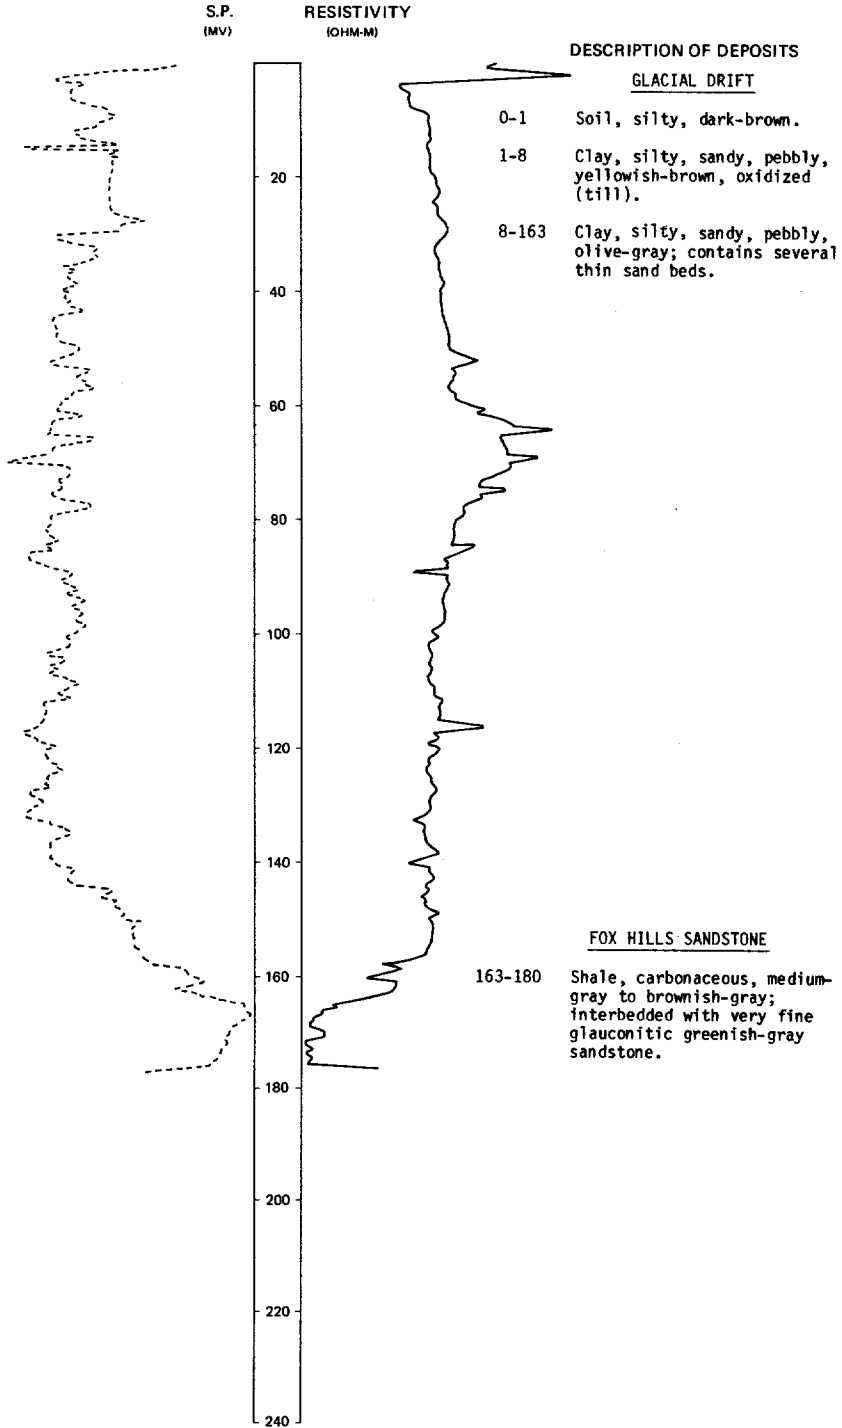 S.P.
(MV)
RESISTIVITY
(OHM-M)
DESCRIPTION OF DEPOSITS
GLACIAL DRIFT
0-1 Soil, silty, dark-brown.
1-8 Clay, silty, sandy, pebbly,
yellowish-brown, oxidized
(till).
8-163 Clay, silty, sandy, pebbly,
olive-gray; contains several
thin sand beds.
20
40
60
80
100
120
140
160
180
200
220
240
FOX HILLS SANDSTONE
163-180 Shale, carbonaceous, medium-
gray to brownish-gray;
interbedded with very fine
glauconitic greenish-gray
sandstone.